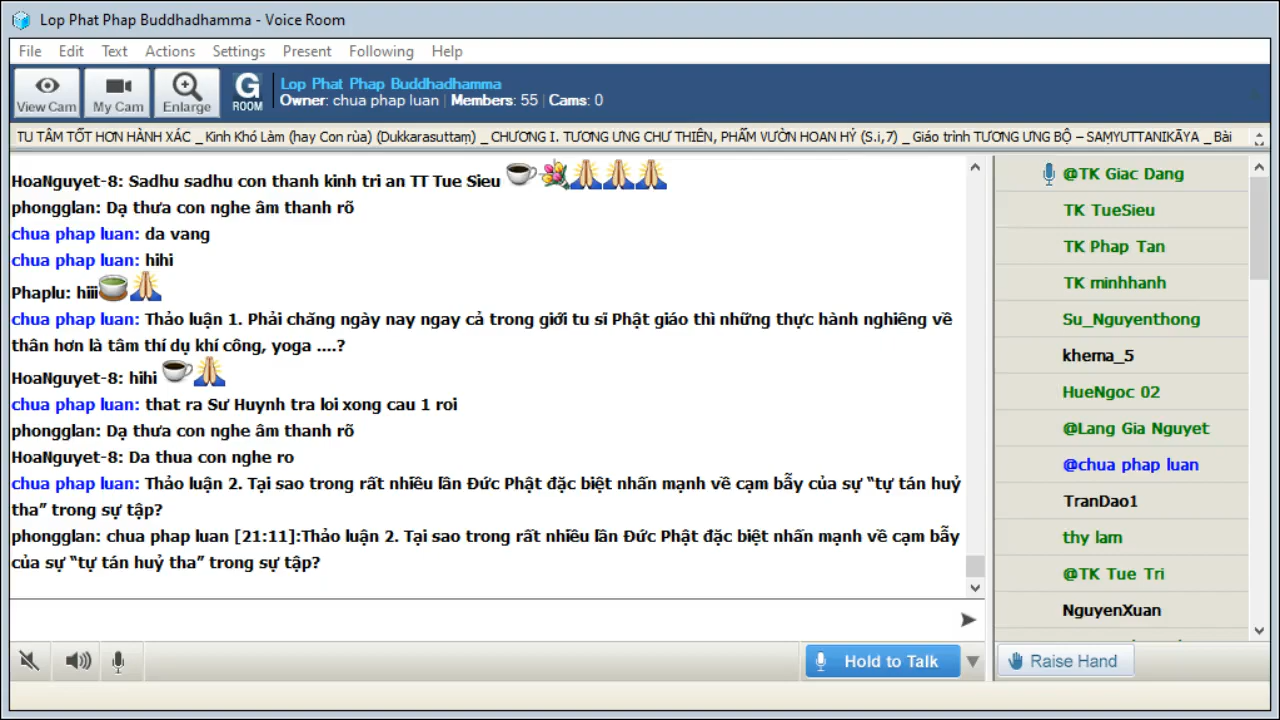 Lop Phat Phap Buddhadhamma - Voice Room
File Edit Text Actions Settings Present Following Help
View Cam
My Cam
Enlarge
G
ROOM
Lop Phat Phap Buddhadhamma
Owner: chua phap luan | Members: 55 | Cams: 0
TU TÂM TỐT HƠN HÀNH XÁC _ Kinh Khó Làm (hay Con rùa) (Dukkarasuttaṃ) _ CHƯƠNG I. TƯƠNG ƯNG CHƯ THIÊN, PHẨM VƯỜN HOAN HỶ (S.i,7) _ Giáo trình TƯƠNG ƯNG BỘ – SAṂYUTTANIKĀYA _ Bài
HoaNguyet-8: Sadhu sadhu con thanh kinh tri an TT Tue Sieu
phongglan: Dạ thưa con nghe âm thanh rõ
chua phap luan: da vang
chua phap luan: hihi
Phaplu: hiii
chua phap luan: Thảo luận 1. Phải chăng ngày nay ngay cả trong giới tu sĩ Phật giáo thì những thực hành nghiêng về
thân hơn là tâm thí dụ khí công, yoga ....?
HoaNguyet-8: hihi
chua phap luan: that ra Sư Huynh tra loi xong cau 1 roi
phongglan: Dạ thưa con nghe âm thanh rõ
HoaNguyet-8: Da thua con nghe ro
chua phap luan: Thảo luận 2. Tại sao trong rất nhiều lần Đức Phật đặc biệt nhấn mạnh về cạm bẫy của sự “tự tán huỷ
tha” trong sự tập?
phongglan: chua phap luan [21:11]:Thảo luận 2. Tại sao trong rất nhiều lần Đức Phật đặc biệt nhấn mạnh về cạm bẫy
của sự “tự tán huỷ tha” trong sự tập?
@TK Giac Dang
TK TueSieu
TK Phap Tan
TK minhhanh
Su_Nguyenthong
khema_5
HueNgoc 02
@Lang Gia Nguyet
@chua phap luan
TranDao1
thy lam
@TK Tue Tri
NguyenXuan
Hold to Talk
Raise Hand